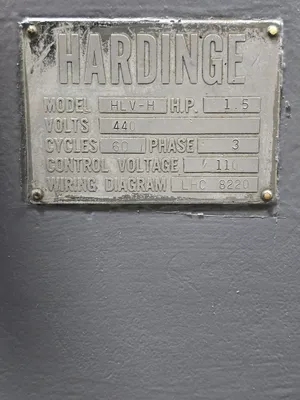 HARDINGE
MODEL HLV-H H.P. 1.5
VOLTS 440
CYCLES 60 PHASE 3
CONTROL VOLTAGE 110
WIRING DIAGRAM LHC 8220